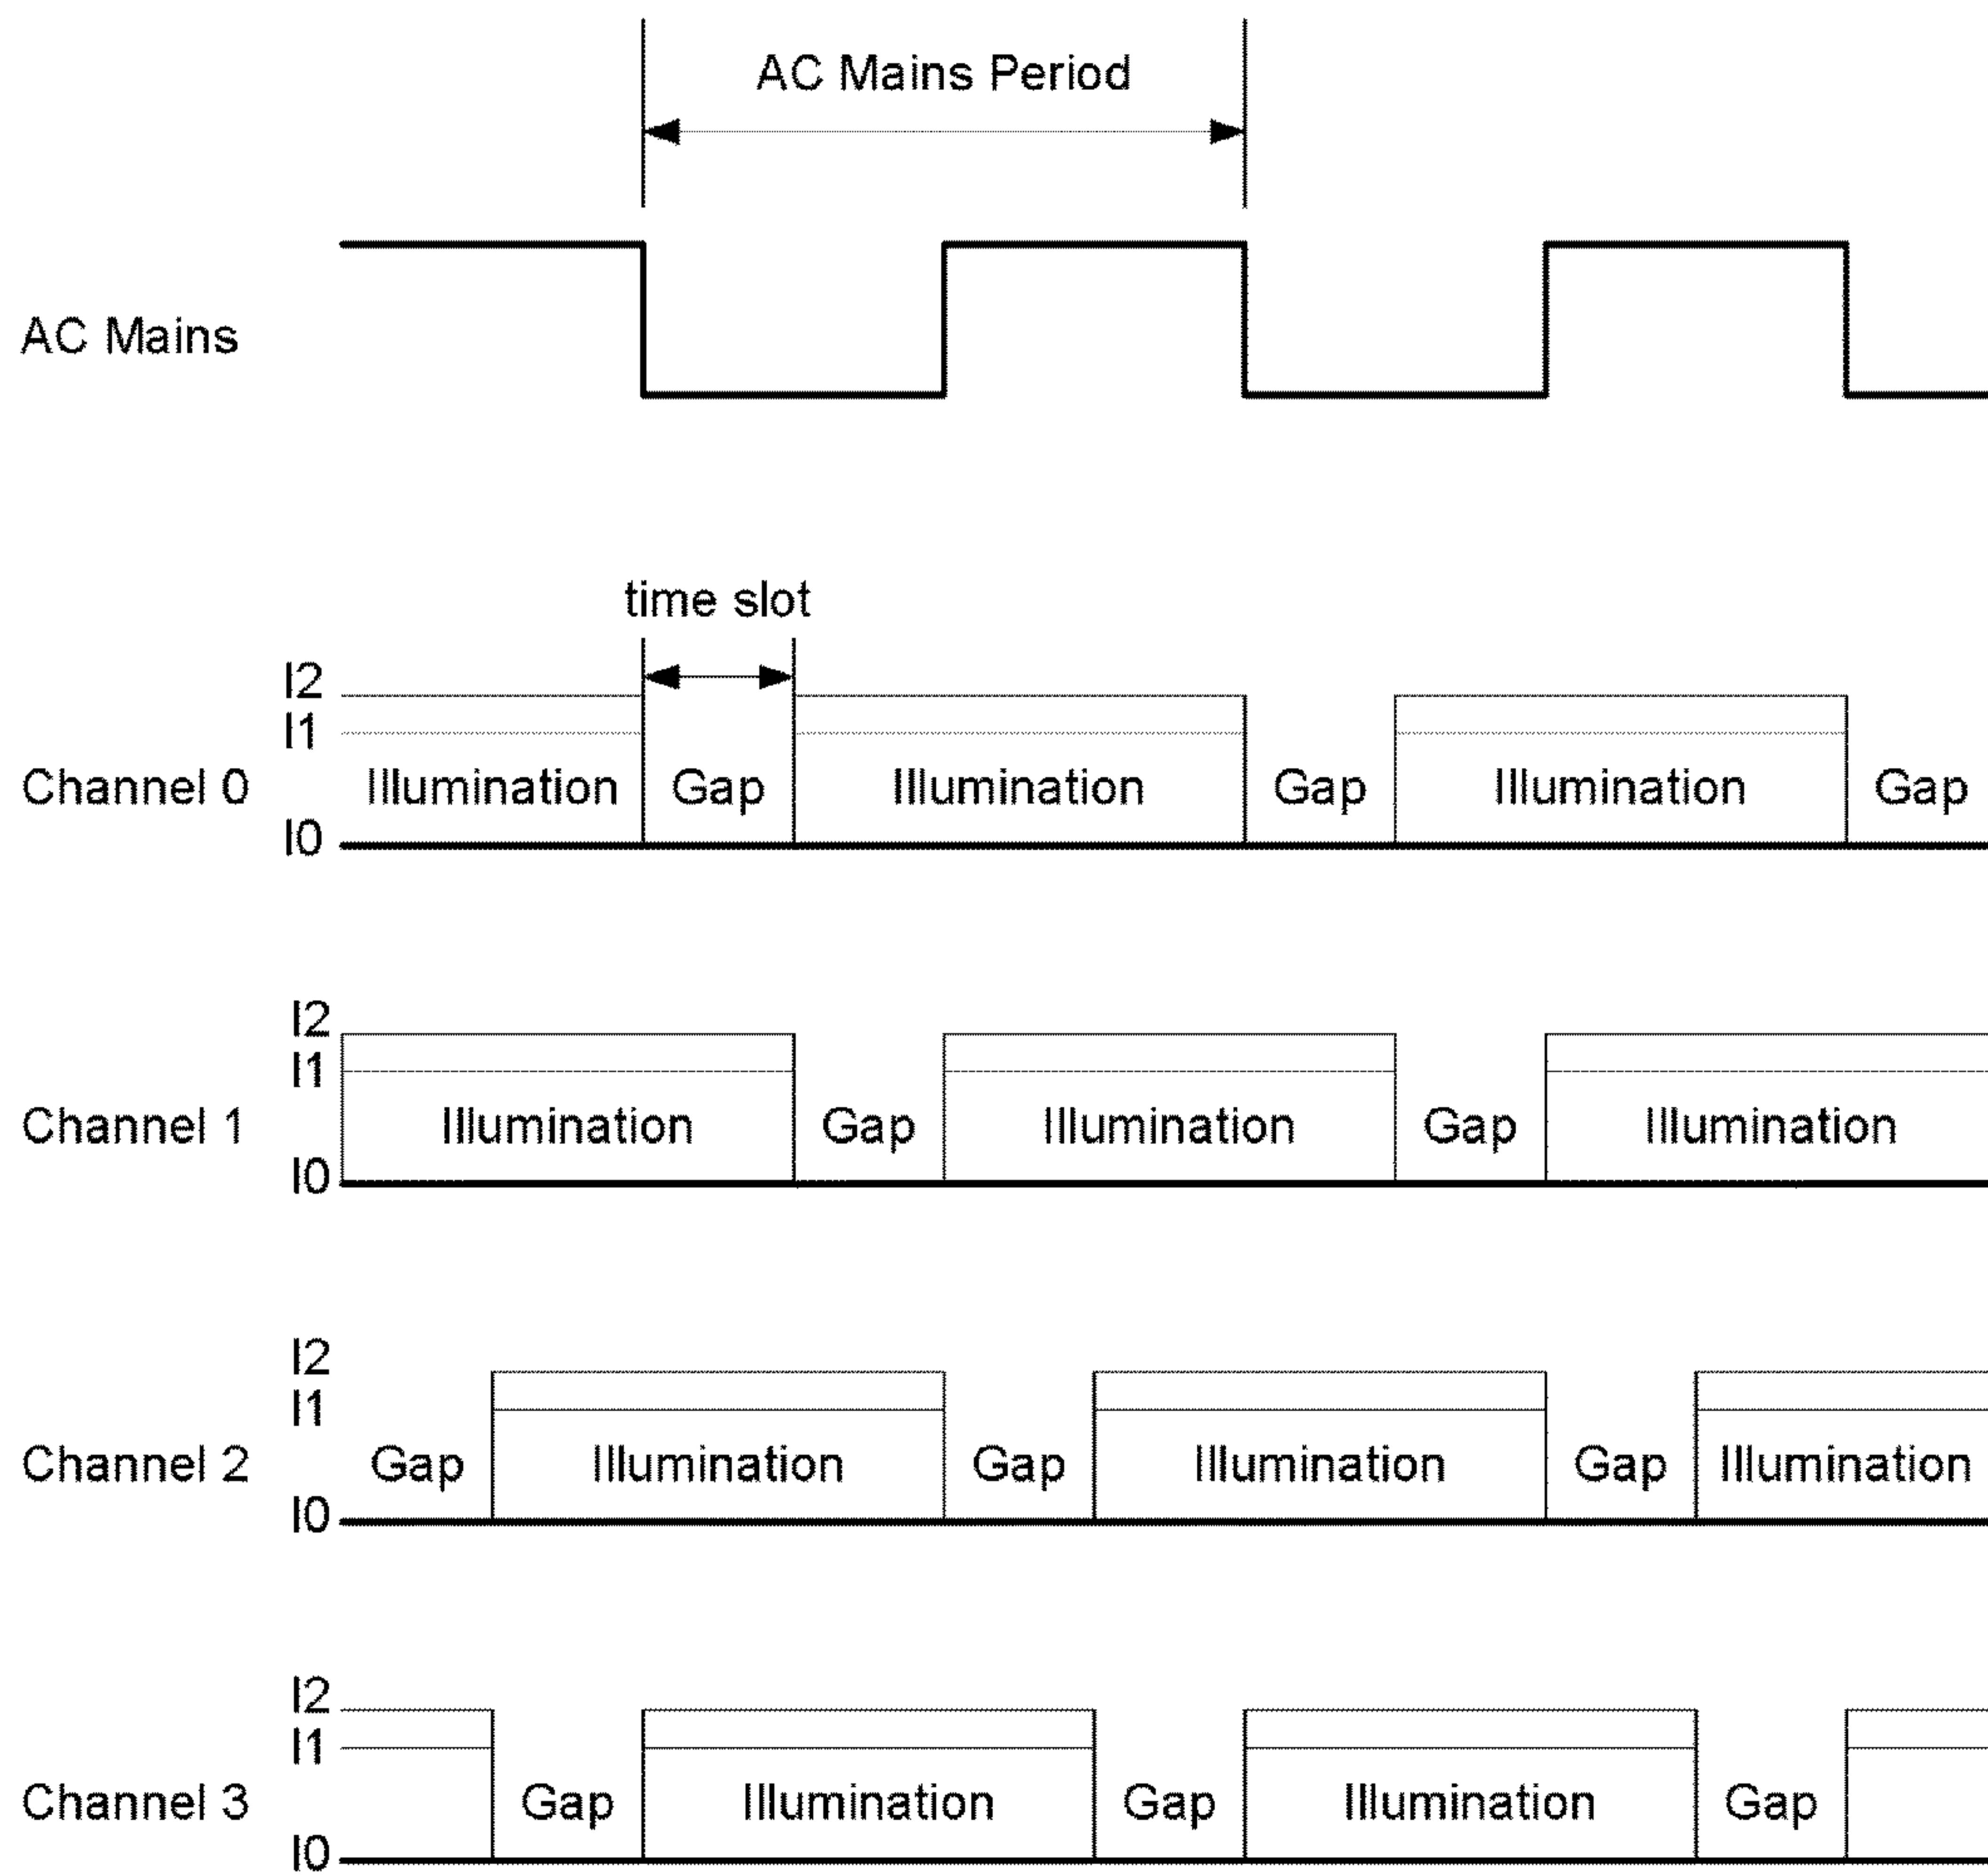 AC Mains Period
AC Mains
time slot
I2
I1
Channel 0 Illumination Gap Illumination Gap Illumination Gap
I0
I2
I1
Channel 1 Illumination Gap Illumination Gap Illumination
I0
I2
I1
Channel 2 Gap Illumination Gap Illumination Gap Illumination
I0
I2
I1
Channel 3 Gap Illumination Gap Illumination Gap
I0